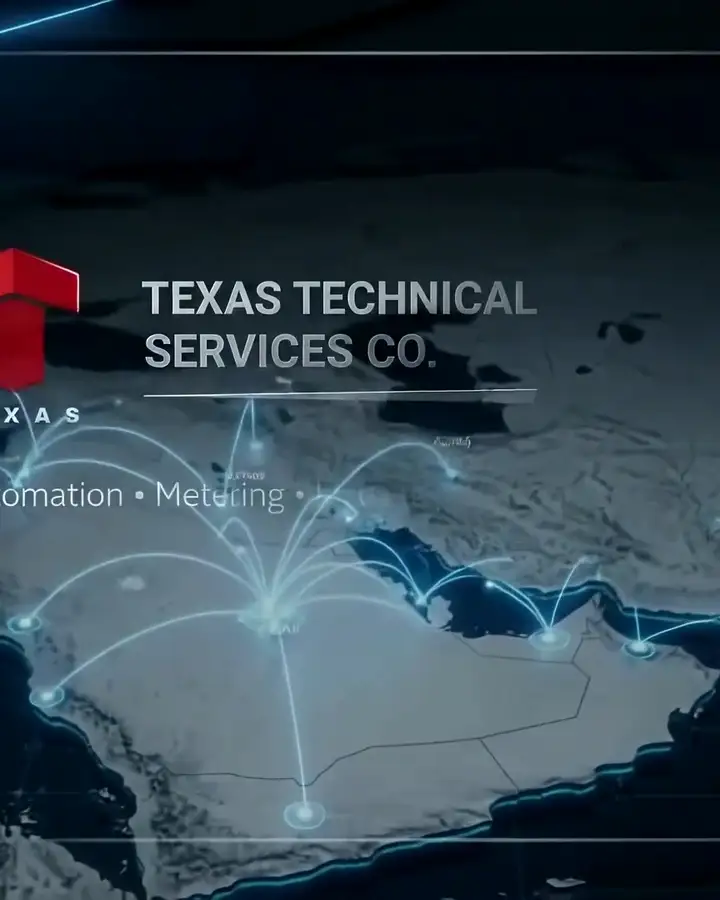 TEXAS TECHNICAL
SERVICES CO.
XAS
omation • Metering •